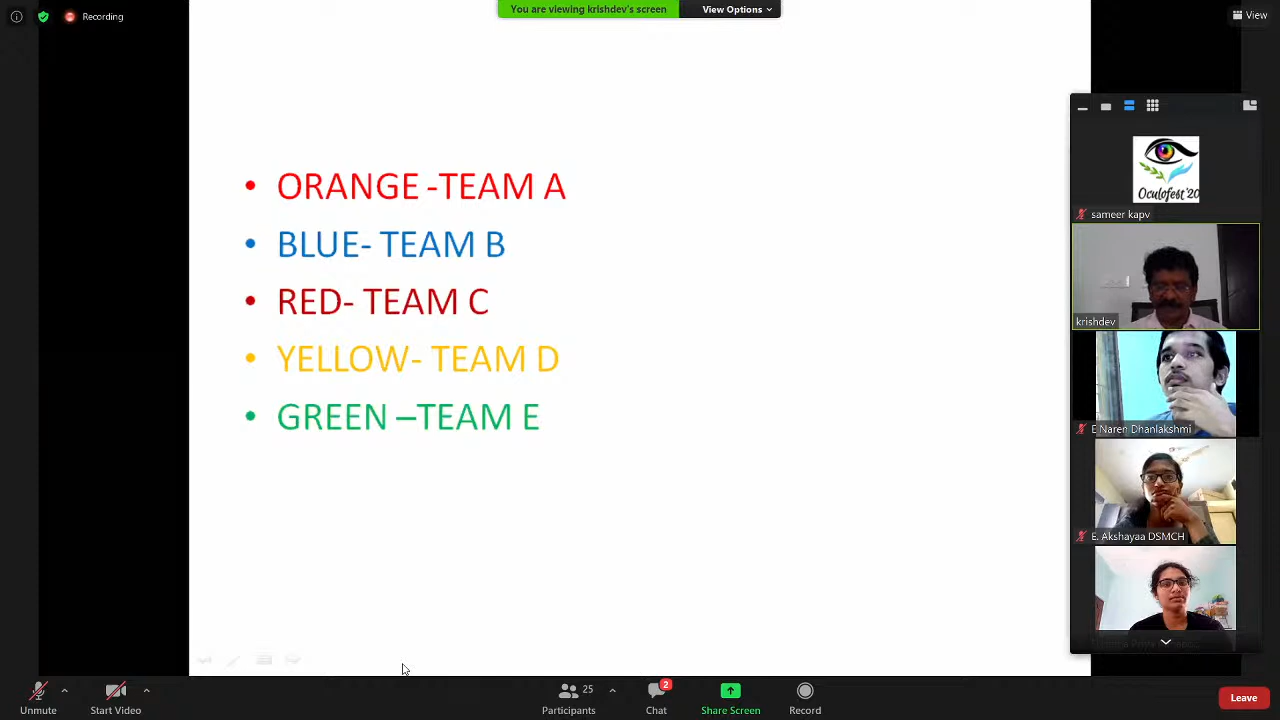 Recording
You are viewing krishdev's screen
View Options
View
• ORANGE -TEAM A
• BLUE- TEAM B
• RED- TEAM C
• YELLOW- TEAM D
• GREEN –TEAM E
Oculofest'20
sameer kapv
krishdev
E Naren Dhanlakshmi
E. Akshayaa DSMCH
Unmute
Start Video
25
Participants
2
Chat
Share Screen
Record
Leave